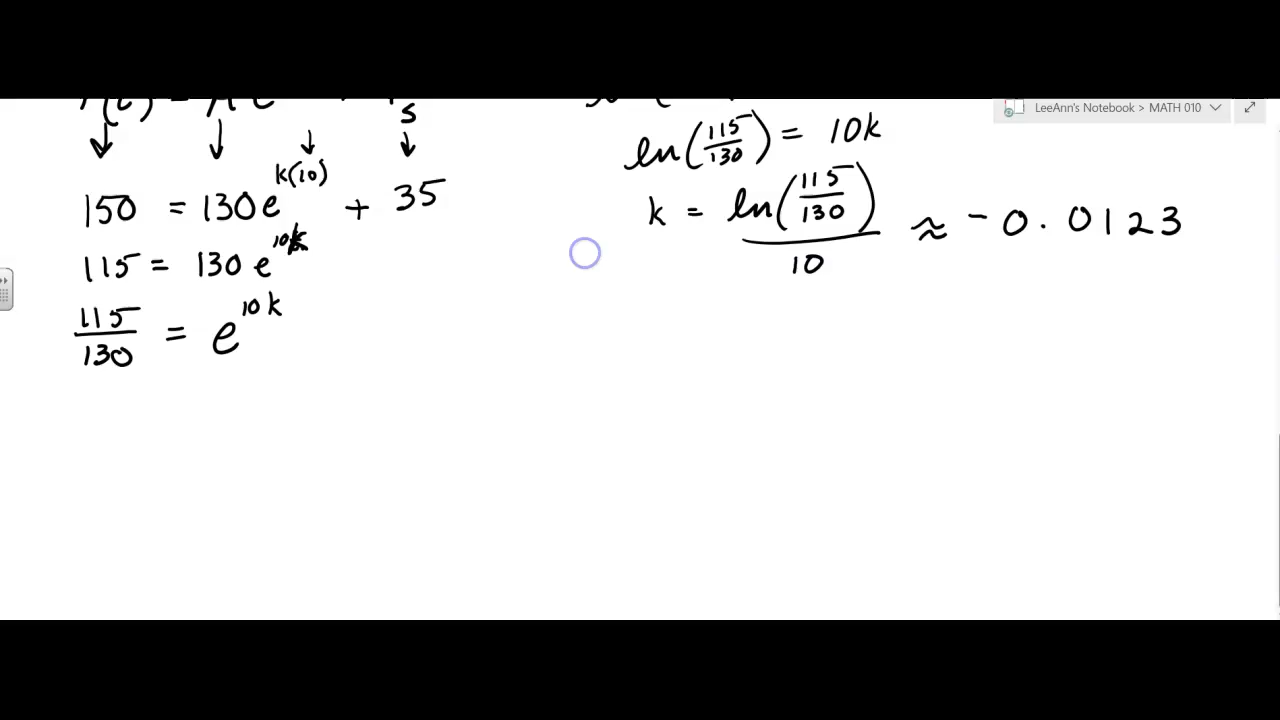 s
150 = 130e^{k(10)} + 35
115 = 130e^{10k}
115/130 = e^{10k}
LeeAnn's Notebook > MATH 010
ln(115/130) = 10k
k = ln(115/130)/10 ≈ -0.0123